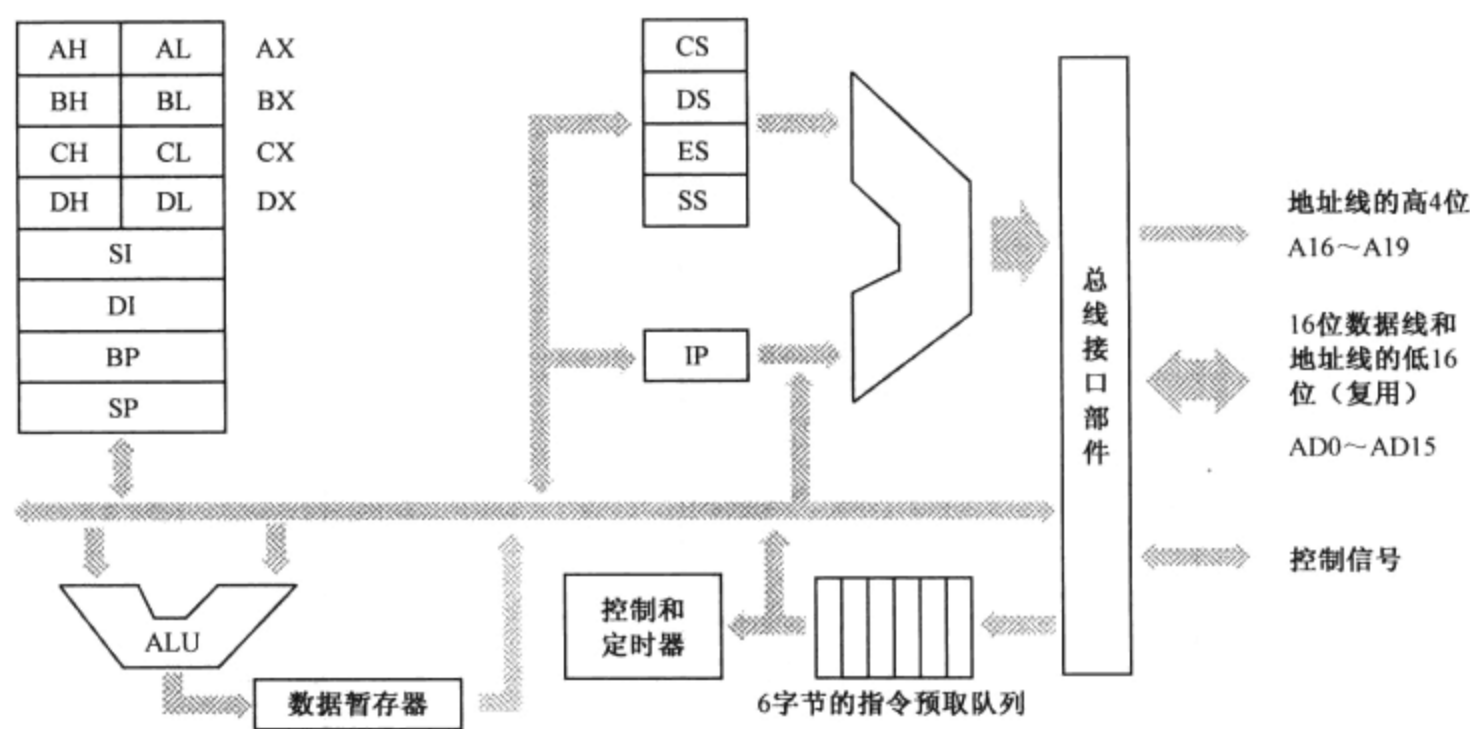 AH AL AX
BH BL BX
CH CL CX
DH DL DX
SI
DI
BP
SP
CS
DS
ES
SS
IP
总线接口部件
地址线的高4位
A16～A19
16位数据线和
地址线的低16
位（复用）
AD0～AD15
控制信号
ALU
数据暂存器
控制和
定时器
6字节的指令预取队列